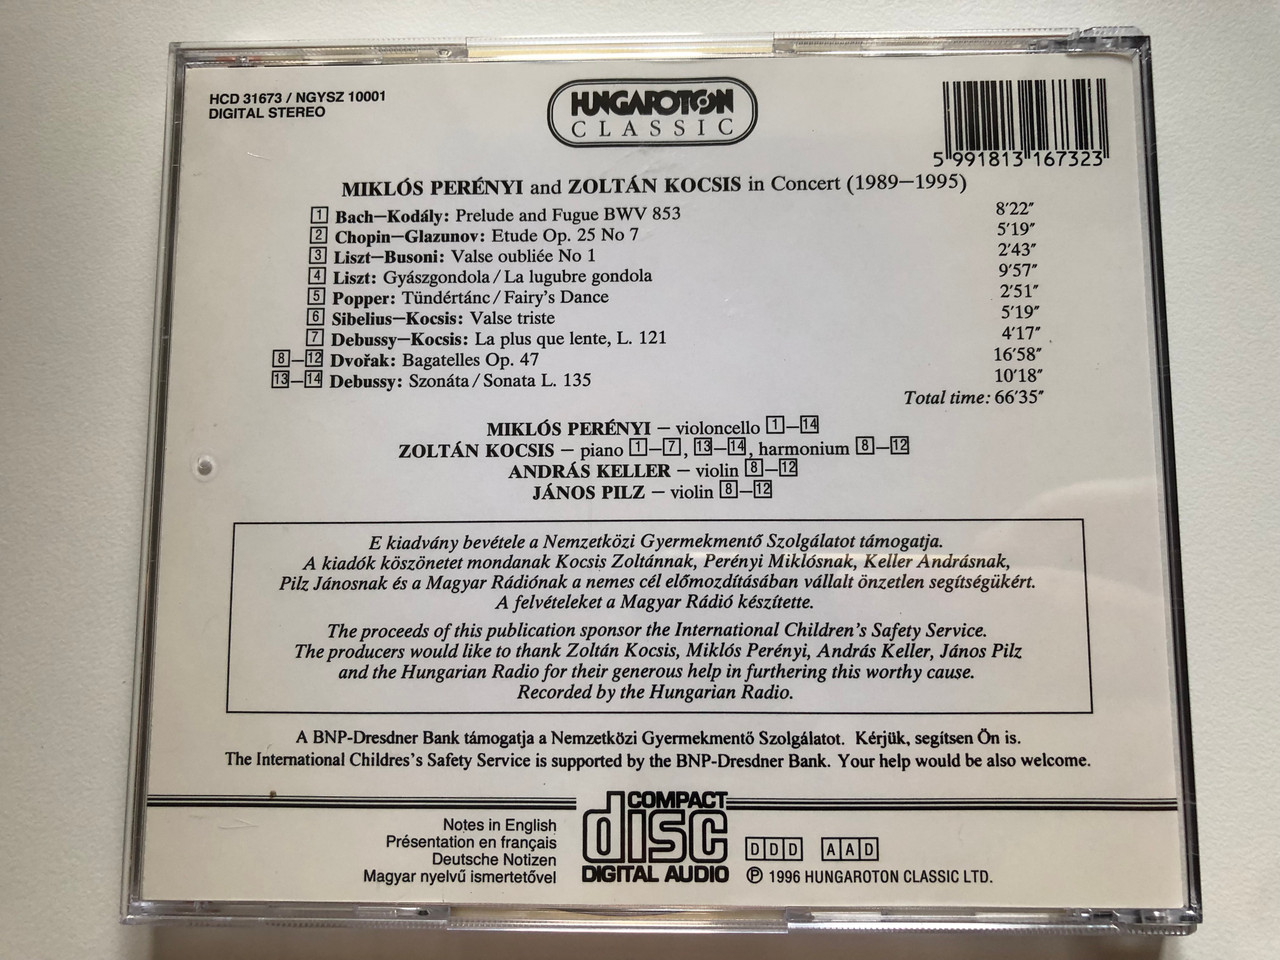 HCD 31673 / NGYSZ 10001
DIGITAL STEREO
HUNGAROTON
CLASSIC
5 991813 167323
MIKLÓS PERÉNYI and ZOLTÁN KOCSIS in Concert (1989–1995)
1 Bach–Kodály: Prelude and Fugue BWV 853 8’22”
2 Chopin–Glazunov: Etude Op. 25 No 7 5’19”
3 Liszt–Busoni: Valse oubliée No 1 2’43”
4 Liszt: Gyászgondola / La lugubre gondola 9’57”
5 Popper: Tündértánc / Fairy's Dance 2’51”
6 Sibelius–Kocsis: Valse triste 5’19”
7 Debussy–Kocsis: La plus que lente, L. 121 4’17”
8–12 Dvořak: Bagatelles Op. 47 16’58”
13–14 Debussy: Szonáta / Sonata L. 135 10’18”
Total time: 66’35”
MIKLÓS PERÉNYI – violoncello 1–14
ZOLTÁN KOCSIS – piano 1–7, 13–14, harmonium 8–12
ANDRÁS KELLER – violin 8–12
JÁNOS PILZ – violin 8–12
E kiadvány bevétele a Nemzetközi Gyermekmentő Szolgálatot támogatja.
A kiadók köszönetet mondanak Kocsis Zoltánnak, Perényi Miklósnak, Keller Andrásnak,
Pilz Jánosnak és a Magyar Rádiónak a nemes cél előmozdításában vállalt önzetlen segítségükért.
A felvételeket a Magyar Rádió készítette.
The proceeds of this publication sponsor the International Children's Safety Service.
The producers would like to thank Zoltán Kocsis, Miklós Perényi, András Keller, János Pilz
and the Hungarian Radio for their generous help in furthering this worthy cause.
Recorded by the Hungarian Radio.
A BNP-Dresdner Bank támogatja a Nemzetközi Gyermekmentő Szolgálatot. Kérjük, segítsen Ön is.
The International Childres's Safety Service is supported by the BNP-Dresdner Bank. Your help would be also welcome.
Notes in English
Présentation en français
Deutsche Notizen
Magyar nyelvű ismertetővel
COMPACT
disc
DIGITAL AUDIO
DDD AAD
℗ 1996 HUNGAROTON CLASSIC LTD.